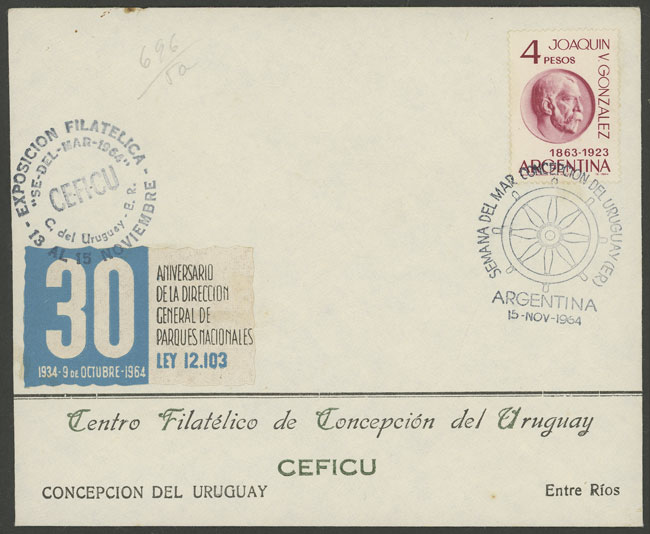 696
5a
4 JOAQUIN V. GONZALEZ
PESOS
1863-1923
ARGENTINA
- EXPOSICION FILATELICA -
"SE-DEL-MAR-1964"
CEFICU
C. del Uruguay - E. R.
13 AL 15 NOVIEMBRE
SEMANA DEL MAR CONCEPCION DEL URUGUAY (ER)
ARGENTINA
15-NOV-1964
30
1934-9 DE OCTUBRE-1964
ANIVERSARIO
DE LA DIRECCION
GENERAL DE
PARQUES NACIONALES
LEY 12.103
Centro Filatélico de Concepción del Uruguay
CEFICU
CONCEPCION DEL URUGUAY Entre Ríos